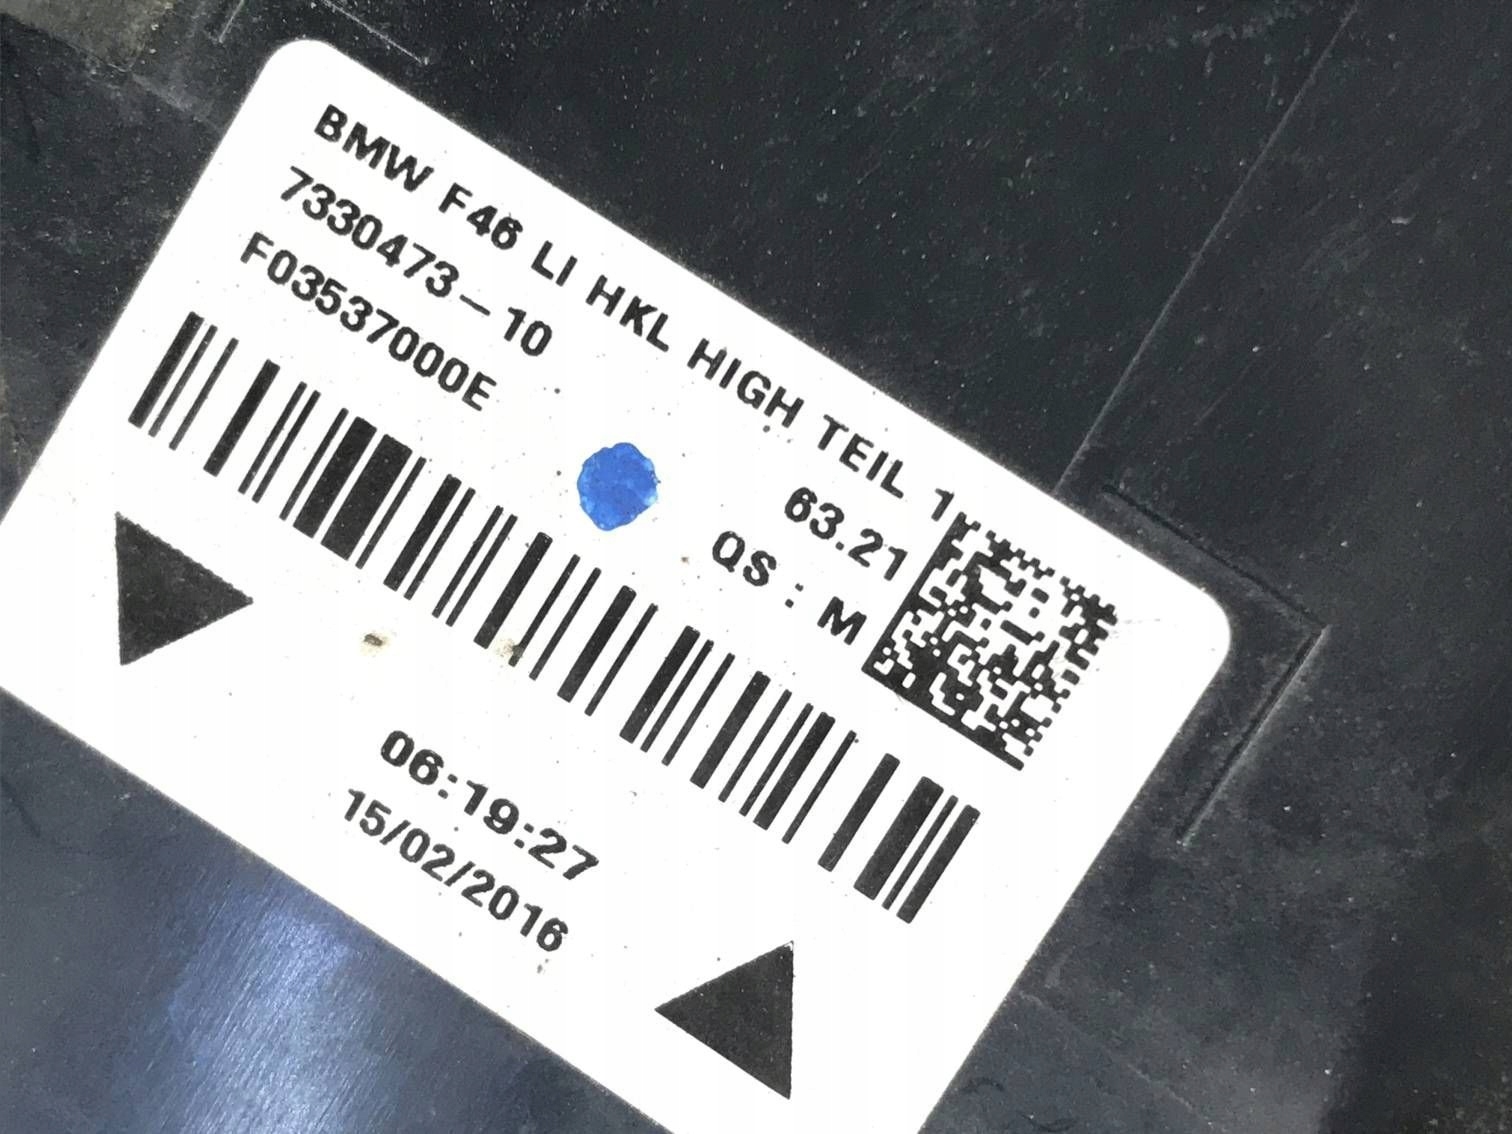 BMW F46 LI HKL HIGH TEIL 1
7330473-10
63.21
F03537000E
QS : M
06:19:27
15/02/2016